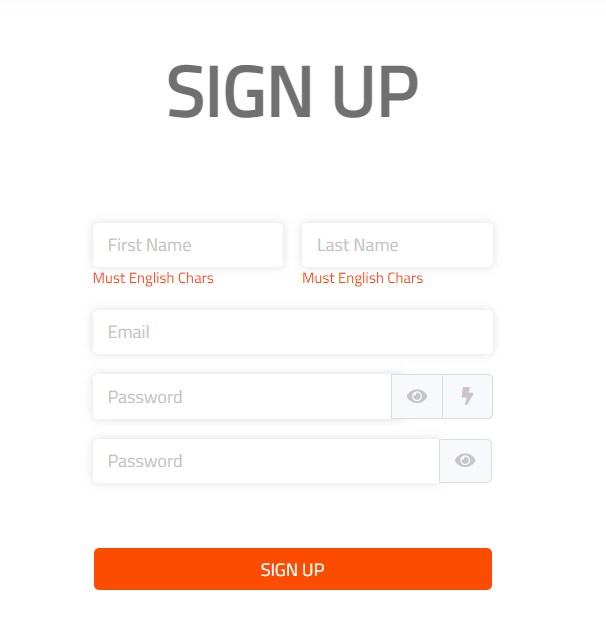 SIGN UP
First Name
Last Name
Must English Chars
Must English Chars
Email
Password
Password
SIGN UP